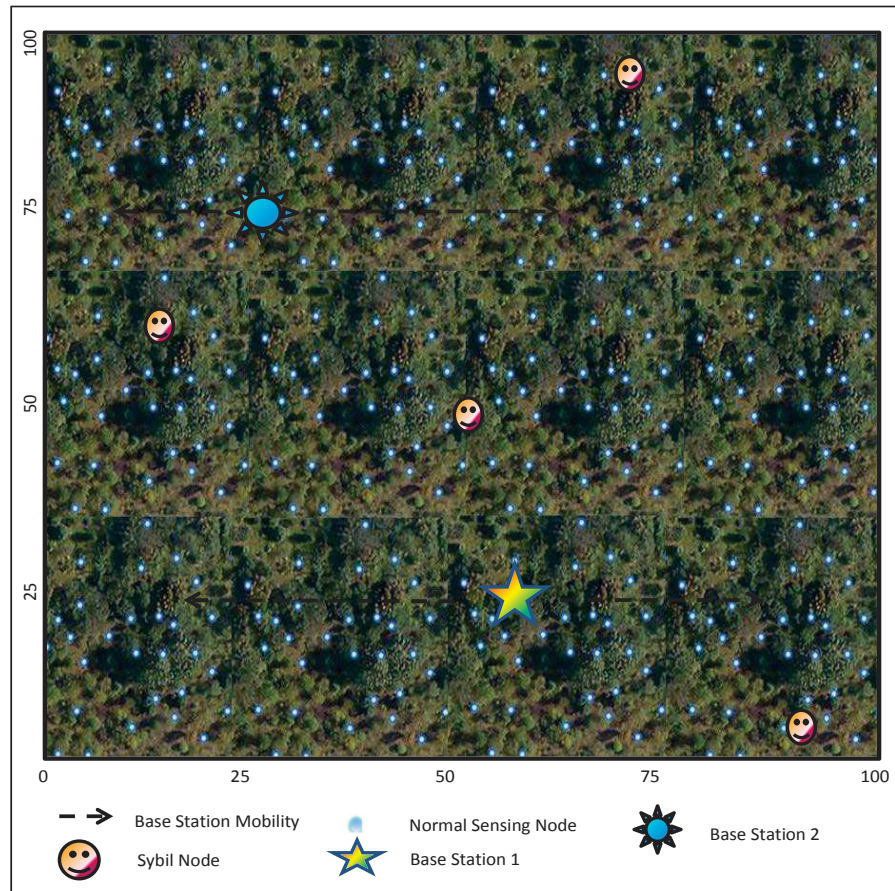 100
75
50
25
0 25 50 75 100
Base Station Mobility Normal Sensing Node Base Station 2
Sybil Node Base Station 1